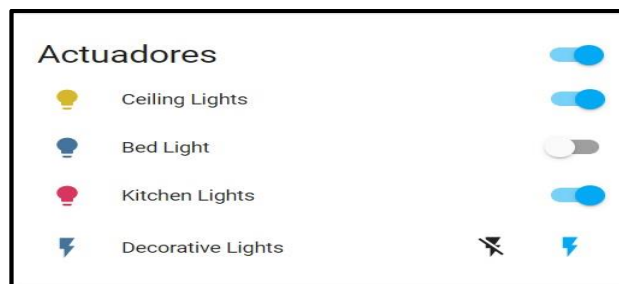 Actuadores
Ceiling Lights
Bed Light
Kitchen Lights
Decorative Lights